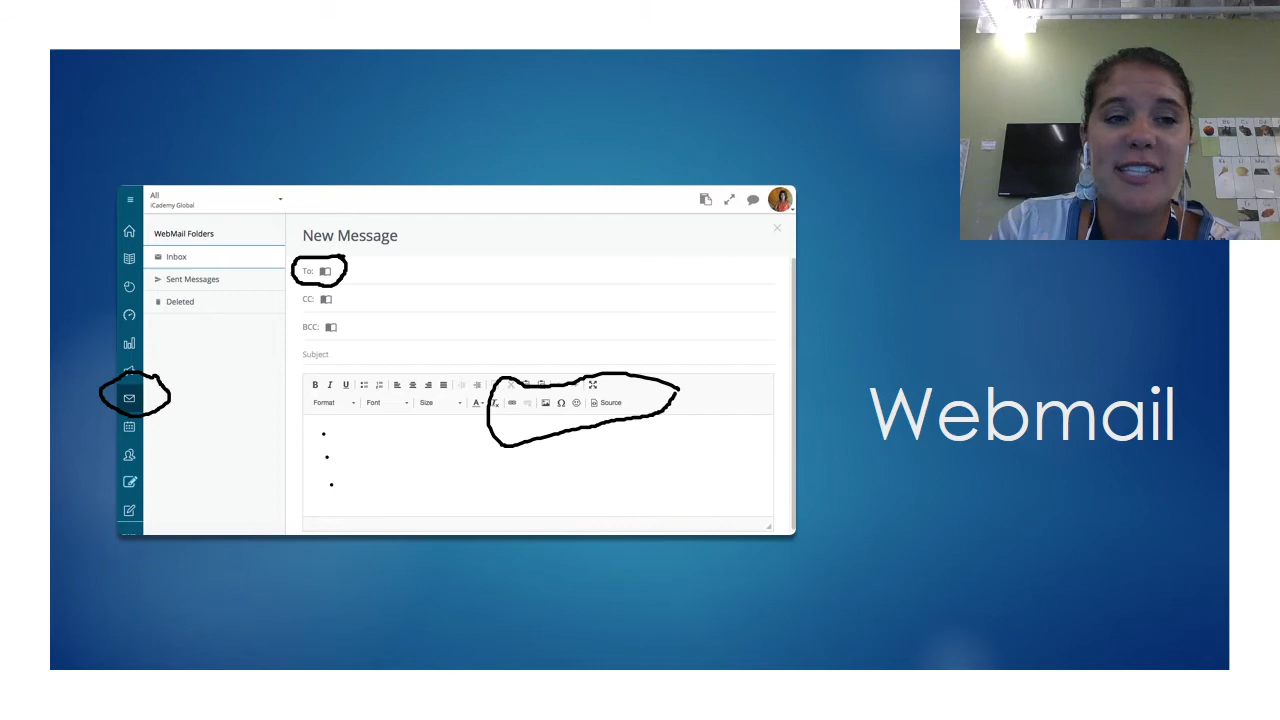 All
iCademy Global
WebMail Folders
Inbox
Sent Messages
Deleted
New Message
To:
CC:
BCC:
Subject
B I U
Format Font Size A Source
Webmail